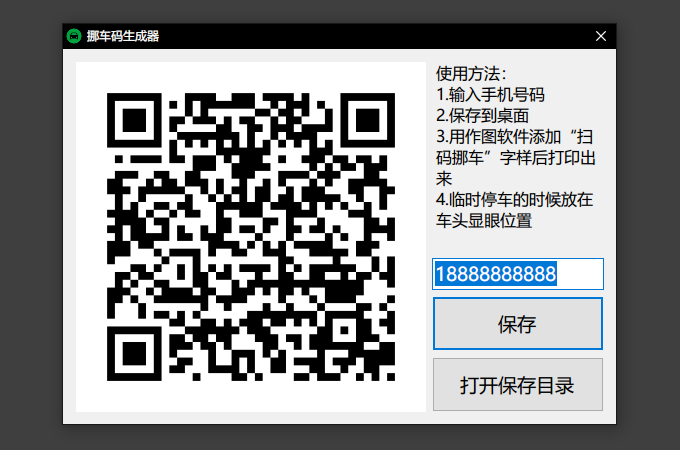 挪车码生成器
使用方法：
1.输入手机号码
2.保存到桌面
3.用作图软件添加“扫
码挪车”字样后打印出
来
4.临时停车的时候放在
车头显眼位置
18888888888
保存
打开保存目录